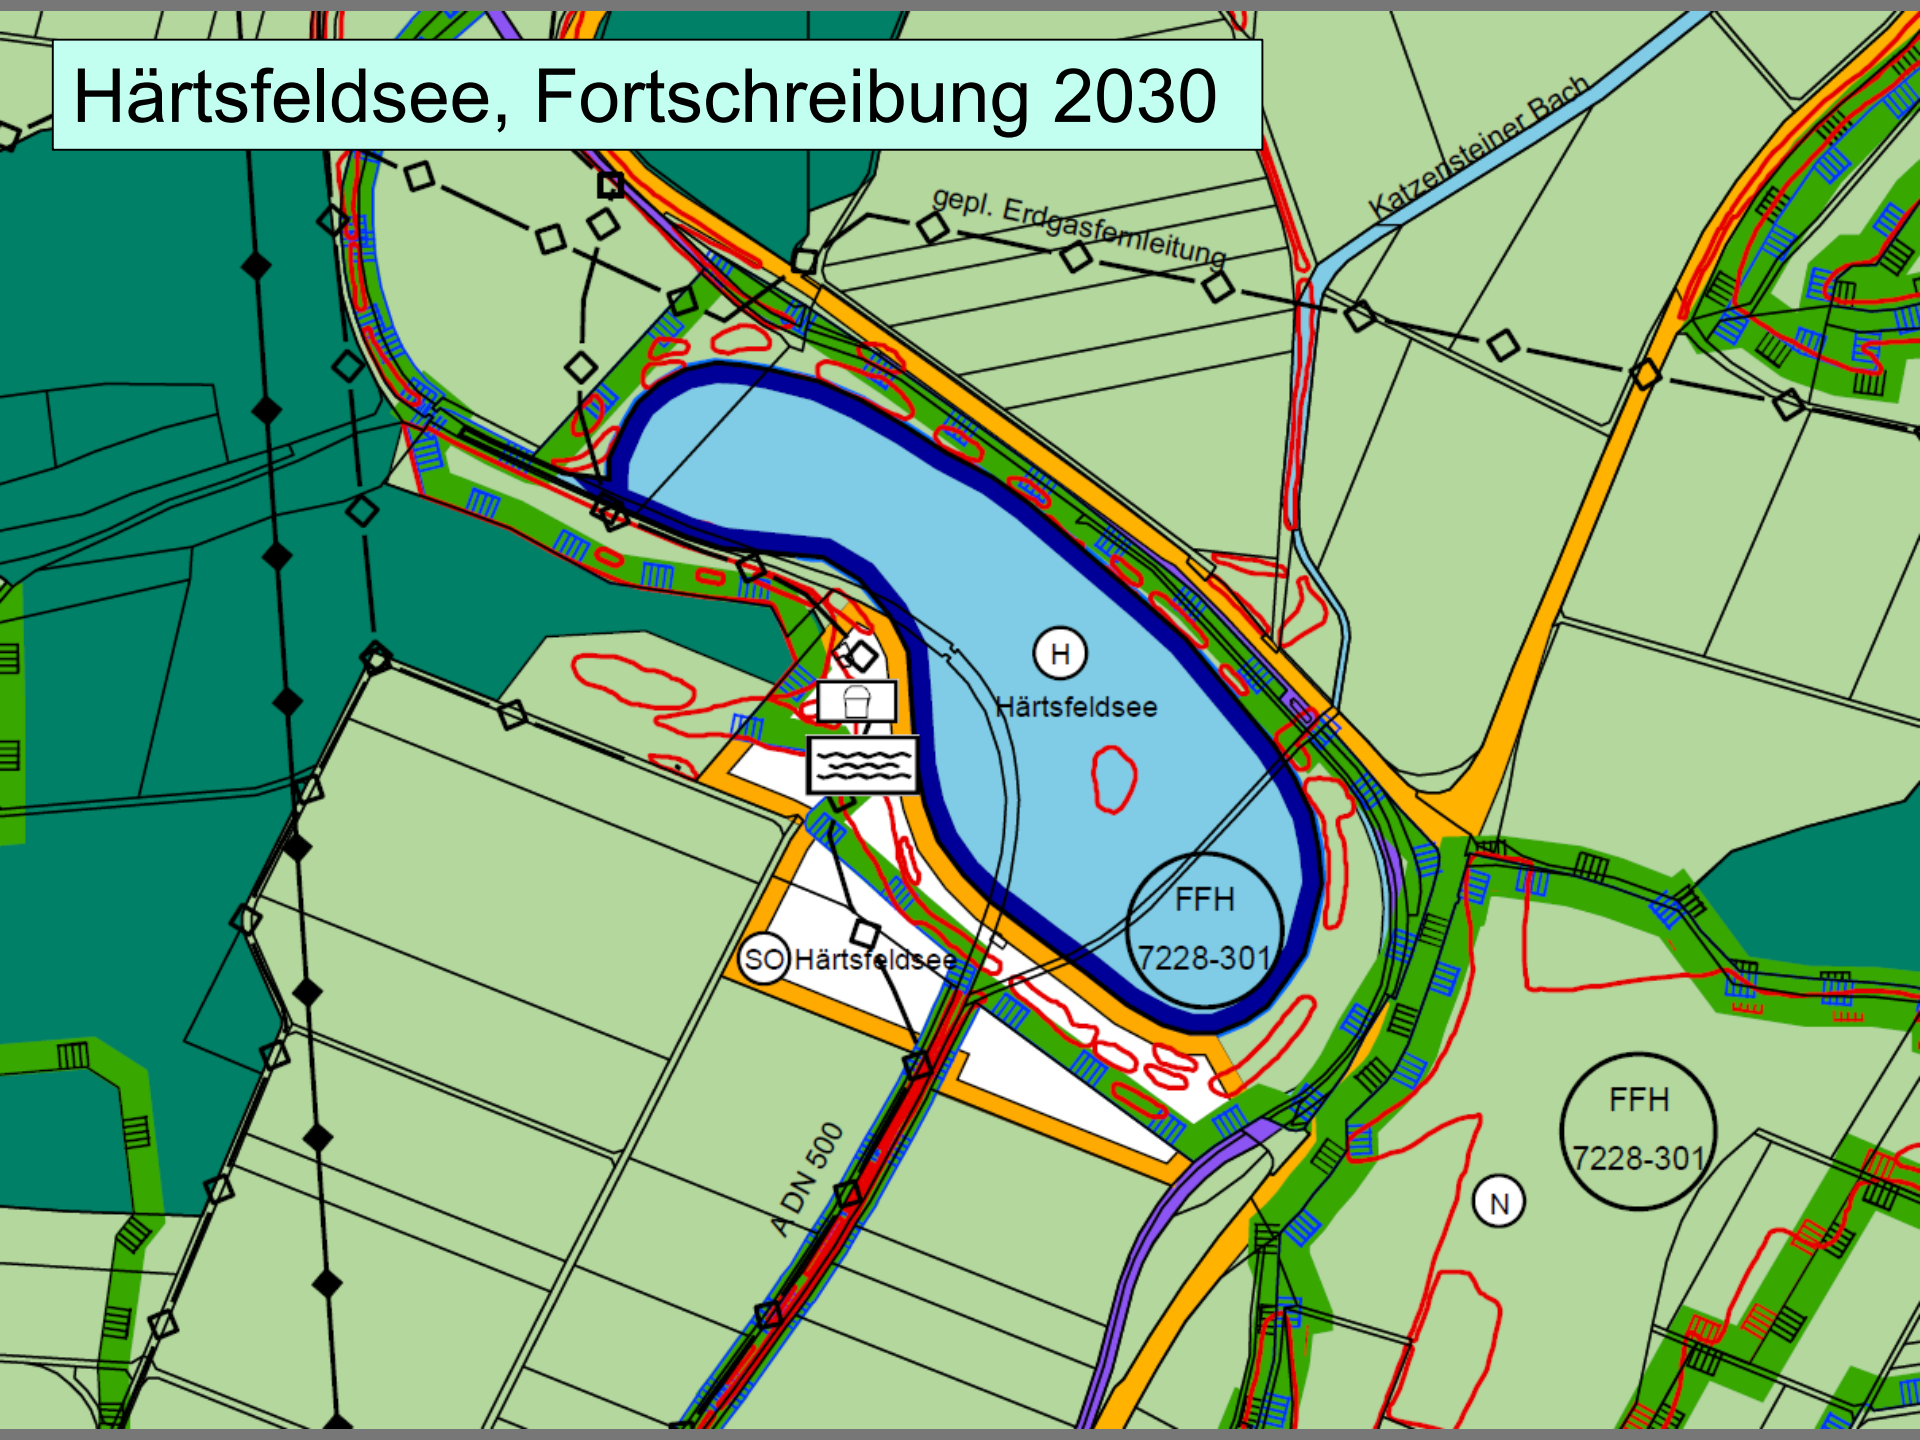 Härtsfeldsee, Fortschreibung 2030
Katzensteiner Bach
gepl. Erdgasfernleitung
H
Härtsfeldsee
FFH
7228-301
SO Härtsfeldsee
FFH
7228-301
N
A DN 500